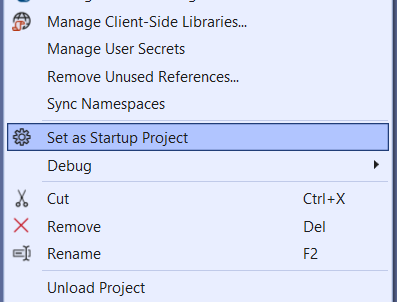 Manage Client-Side Libraries...
Manage User Secrets
Remove Unused References...
Sync Namespaces
Set as Startup Project
Debug
Cut Ctrl+X
Remove Del
Rename F2
Unload Project